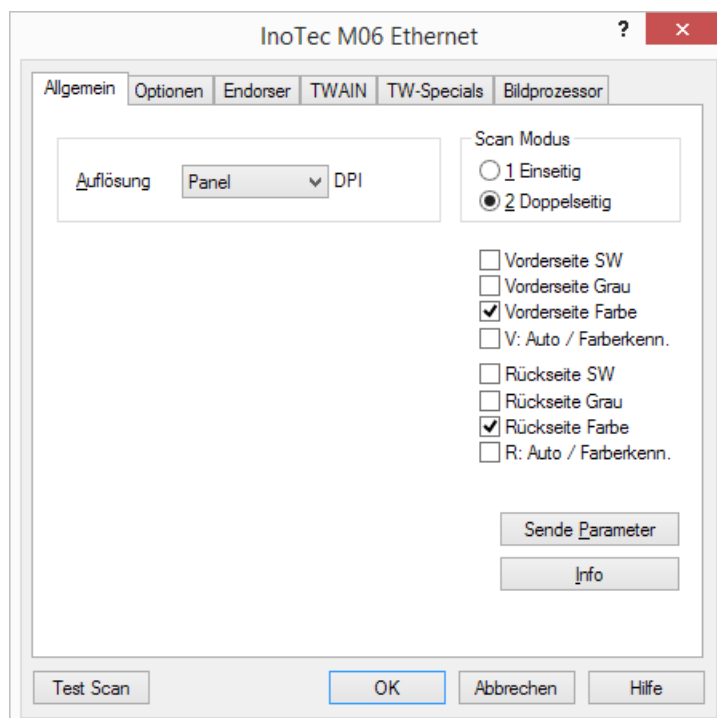 InoTec M06 Ethernet
?
Allgemein Optionen Endorser TWAIN TW-Specials Bildprozessor
Auflösung Panel DPI
Scan Modus
1 Einseitig
2 Doppelseitig
Vorderseite SW
Vorderseite Grau
Vorderseite Farbe
V: Auto / Farberkenn.
Rückseite SW
Rückseite Grau
Rückseite Farbe
R: Auto / Farberkenn.
Sende Parameter
Info
Test Scan OK Abbrechen Hilfe